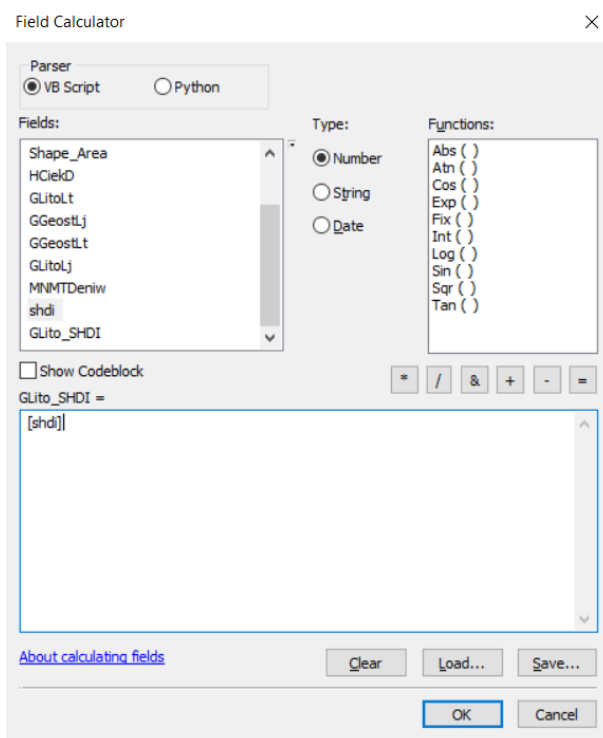 Field Calculator
Parser
VB Script
Python
Fields:
Type:
Functions:
Shape_Area
HCiekD
GLitoLt
GGeostLj
GGeostLt
GLitoLj
MNMTDeniw
shdi
GLito_SHDI
Number
String
Date
Abs ( )
Atn ( )
Cos ( )
Exp ( )
Fix ( )
Int ( )
Log ( )
Sin ( )
Sqr ( )
Tan ( )
Show Codeblock
* / & + - =
GLito_SHDI =
[shdi]
About calculating fields
Clear
Load...
Save...
OK
Cancel